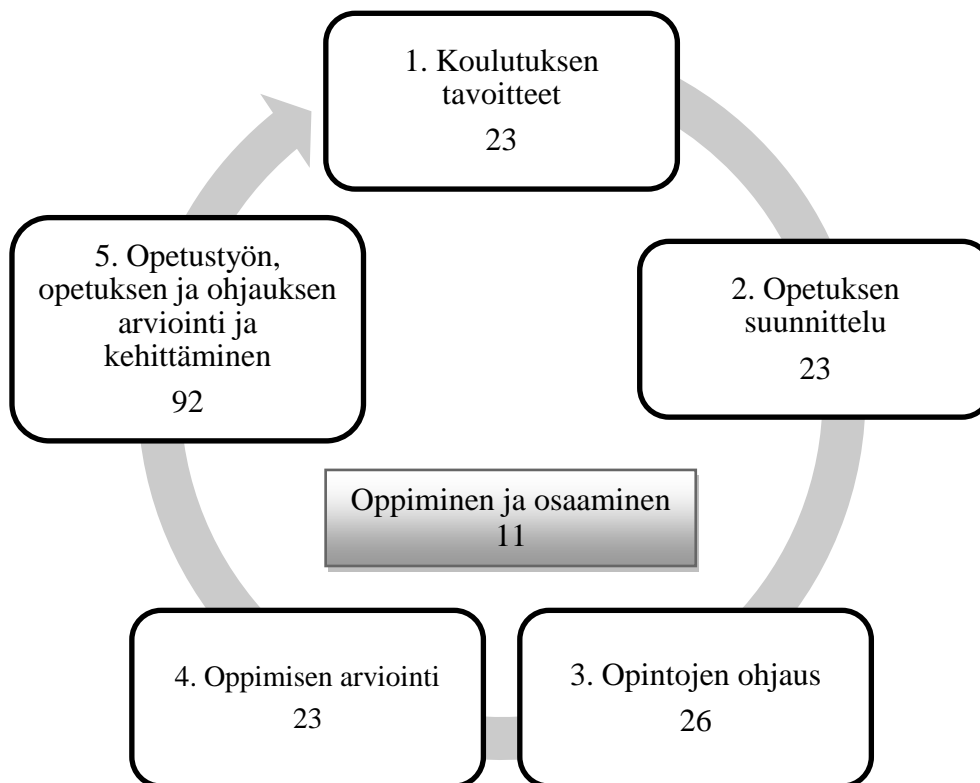 1. Koulutuksen
tavoitteet
23
2. Opetuksen
suunnittelu
23
3. Opintojen ohjaus
26
4. Oppimisen arviointi
23
5. Opetustyön,
opetuksen ja ohjauksen
arviointi ja
kehittäminen
92
Oppiminen ja osaaminen
11